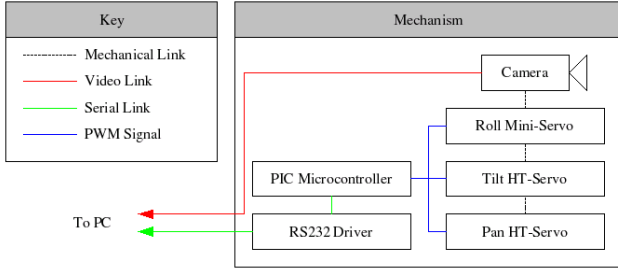 Key
Mechanical Link
Video Link
Serial Link
PWM Signal
Mechanism
Camera
Roll Mini-Servo
PIC Microcontroller
Tilt HT-Servo
To PC
RS232 Driver
Pan HT-Servo